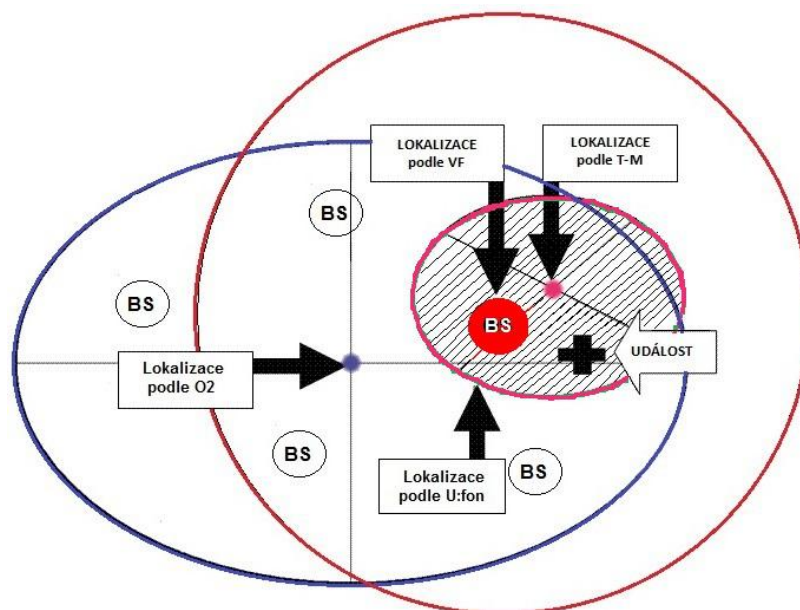 LOKALIZACE
podle VF
LOKALIZACE
podle T-M
BS
BS
BS
UDÁLOST
Lokalizace
podle O2
BS
Lokalizace
podle U:fon
BS